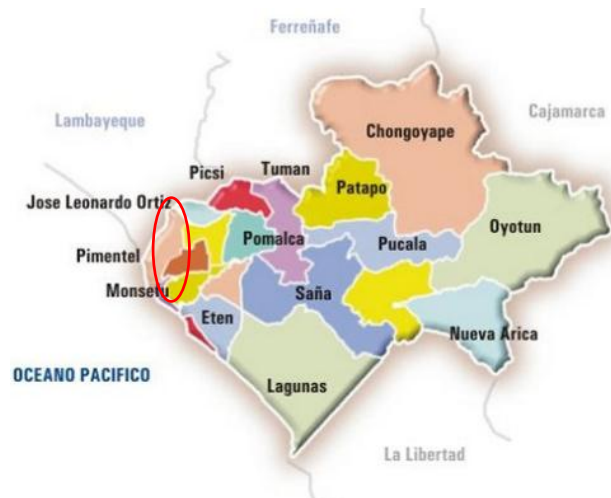 Ferreñafe
Cajamarca
Lambayeque
Chongoyape
Picsi
Tuman
Patapo
Jose Leonardo Ortiz
Oyotun
Pomalca
Pucala
Pimentel
Monsefu
Saña
Eten
Nueva Arica
OCEANO PACIFICO
Lagunas
La Libertad